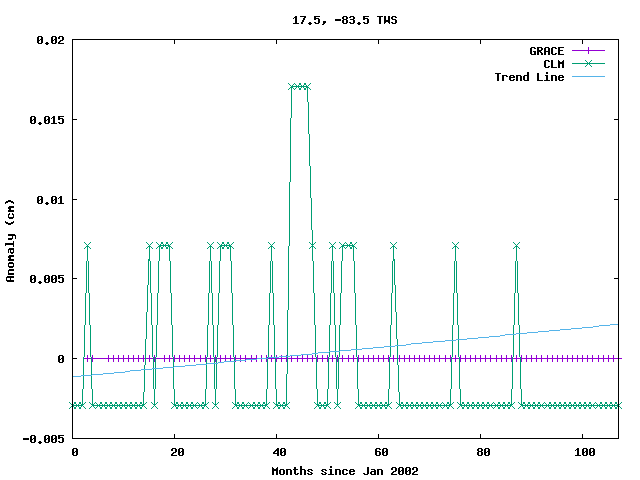 17.5, -83.5 TWS
GRACE
CLM
Trend Line
0.02
0.015
0.01
0.005
0
-0.005
Anomaly (cm)
0 20 40 60 80 100
Months since Jan 2002